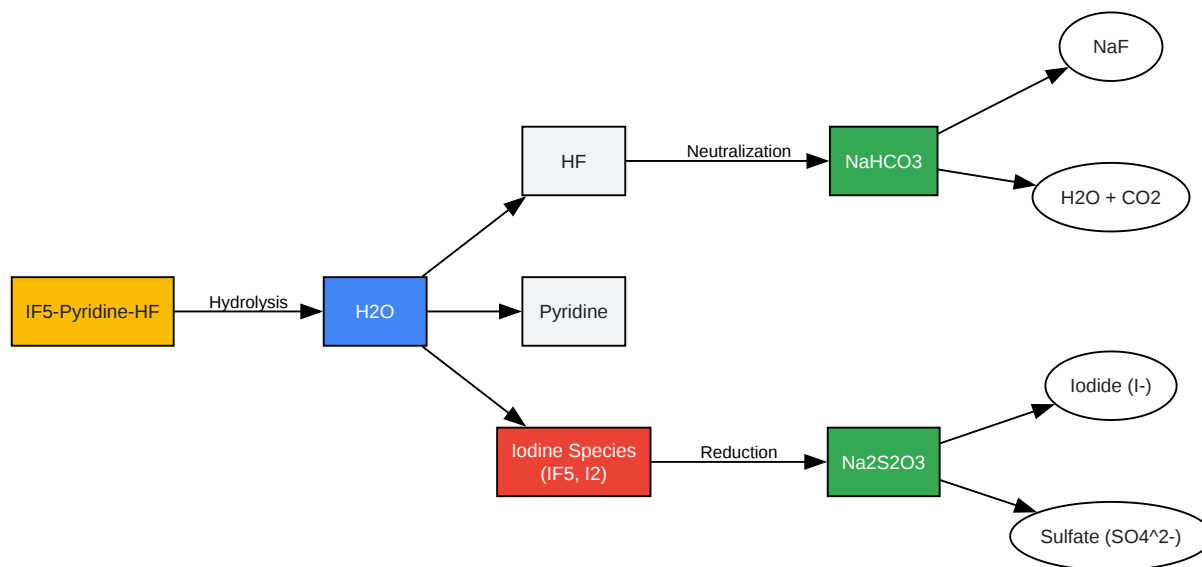 NaF
HF
Neutralization
NaHCO3
H2O + CO2
IF5-Pyridine-HF
Hydrolysis
H2O
Pyridine
Iodide (I-)
Iodine Species
(IF5, I2)
Reduction
Na2S2O3
Sulfate (SO4^2-)